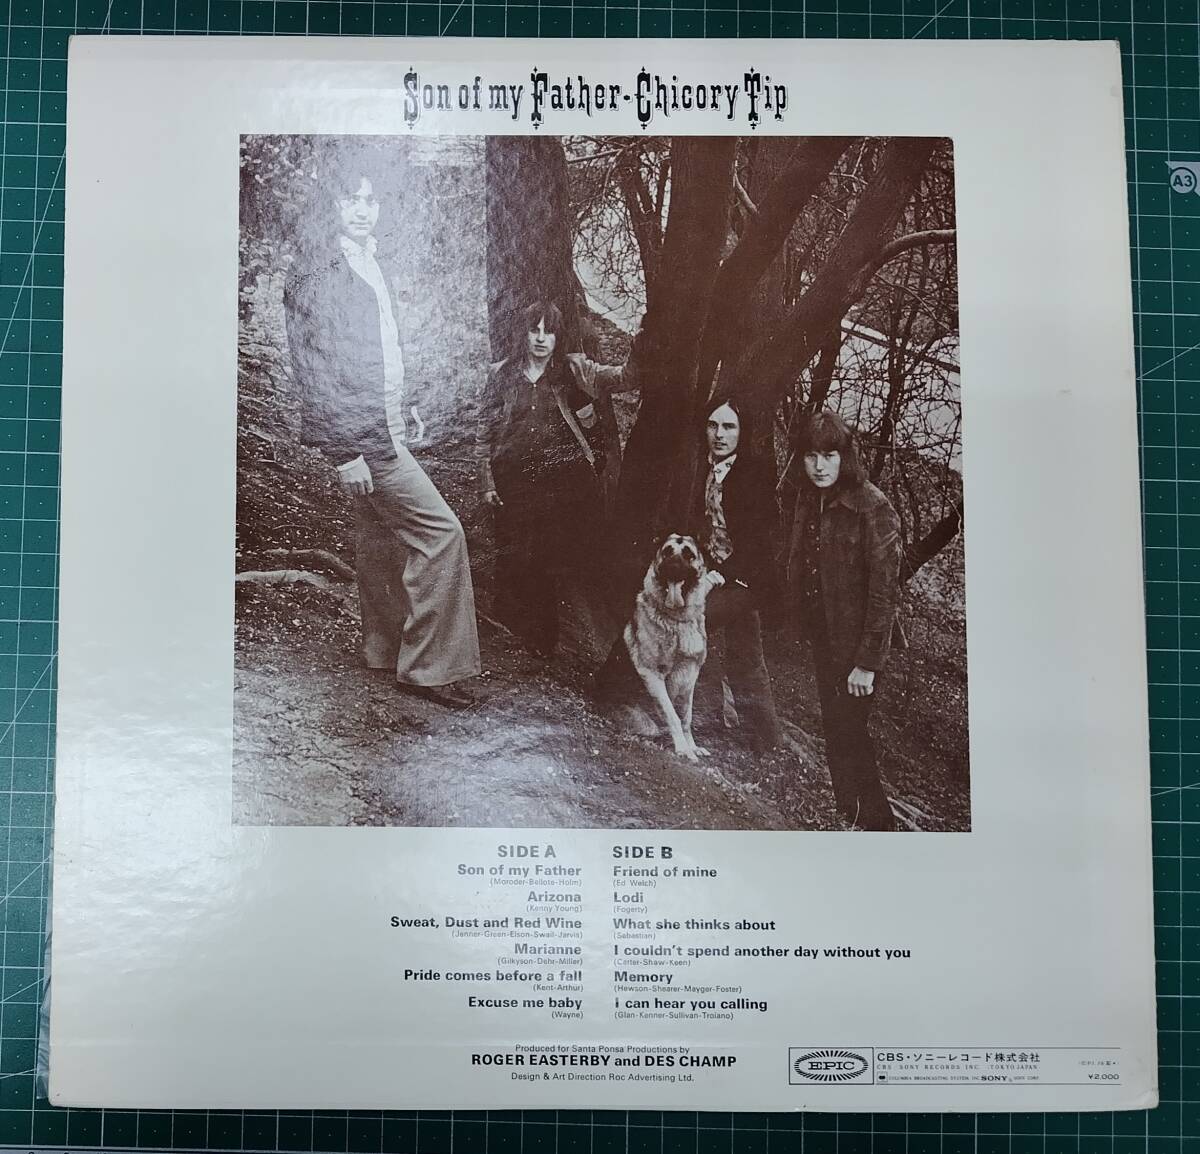 Son of my Father-Chicory Tip
A3
SIDE A
Son of my Father
(Maroder-Bellote-Holm)
Arizona
(Kenny Young)
Sweat, Dust and Red Wine
(Jenner-Green-Elson-Swail-Jarvis)
Marianne
(Gilkyson-Dehr-Miller)
Pride comes before a fall
(Kent-Arthur)
Excuse me baby
(Wayne)
SIDE B
Friend of mine
(Ed Welch)
Lodi
(Fogerty)
What she thinks about
(Sebastian)
I couldn't spend another day without you
(Carter-Shaw-Keen)
Memory
(Hewson-Shearer-Mayger-Foster)
I can hear you calling
(Glan-Kenner-Sullivan-Troiano)
Produced for Santa Ponsa Productions by
ROGER EASTERBY and DES CHAMP
Design & Art Direction Roc Advertising Ltd.
EPIC
CBS・ソニーレコード株式会社
CBS/SONY RECORDS INC. (TOKYO JAPAN)
COLUMBIA BROADCASTING SYSTEM INC. SONY SONY CORP.
¥2,000